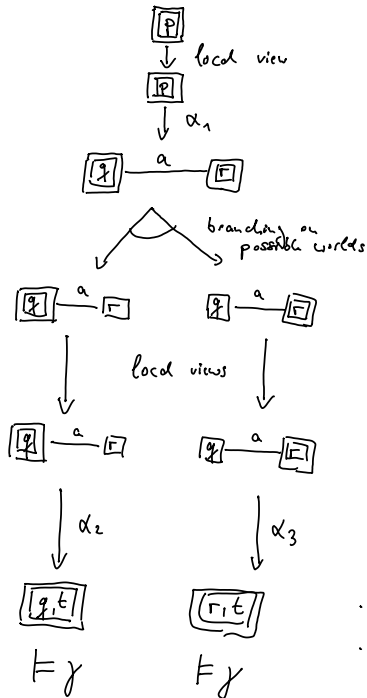 p
local view
p
α₁
q a r
branching on
possible worlds
q a r q a r
local views
q a r q a r
α₂ α₃
q,t r,t
⊨ γ ⊨ γ